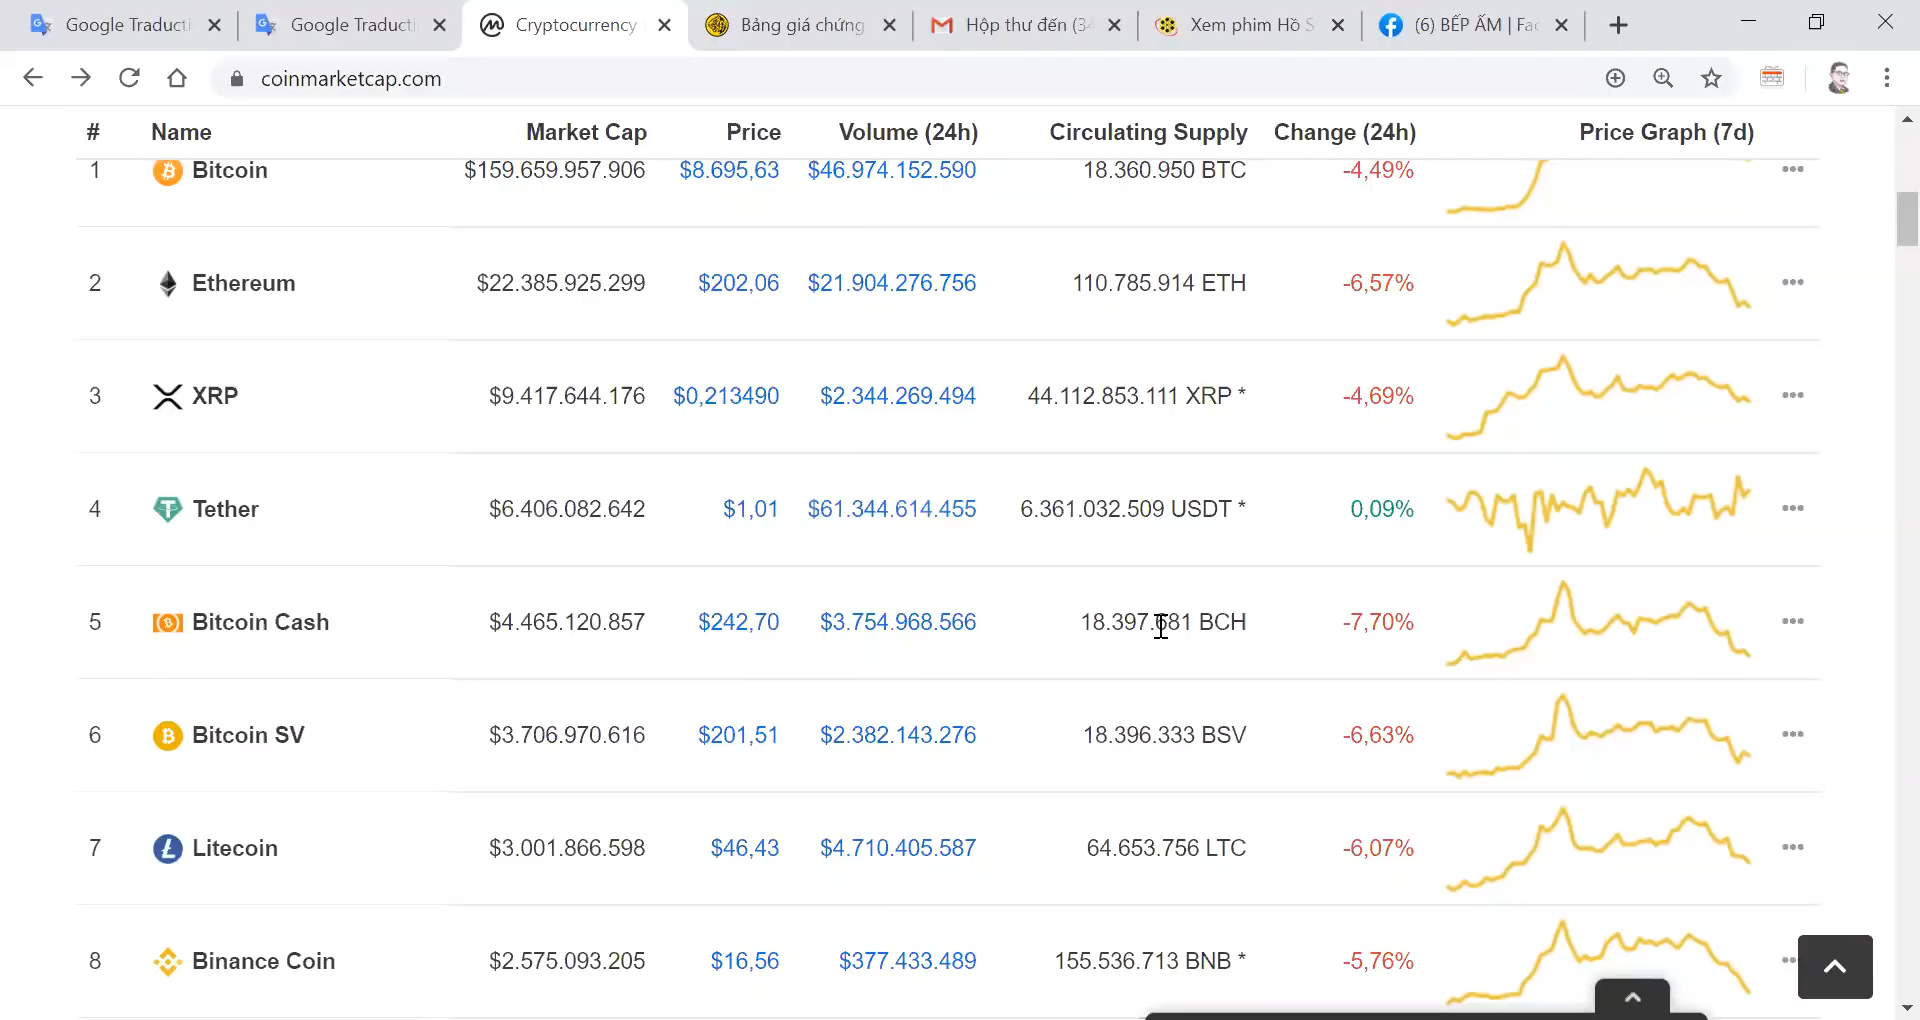 Google Traducti
Google Traducti
Cryptocurrency
Bảng giá chứng
Hộp thư đến (34
Xem phim Hồ S
(6) BẾP ẤM | Fac
coinmarketcap.com
# Name Market Cap Price Volume (24h) Circulating Supply Change (24h) Price Graph (7d)
1 Bitcoin $159.659.957.906 $8.695,63 $46.974.152.590 18.360.950 BTC -4,49%
2 Ethereum $22.385.925.299 $202,06 $21.904.276.756 110.785.914 ETH -6,57%
3 XRP $9.417.644.176 $0,213490 $2.344.269.494 44.112.853.111 XRP * -4,69%
4 Tether $6.406.082.642 $1,01 $61.344.614.455 6.361.032.509 USDT * 0,09%
5 Bitcoin Cash $4.465.120.857 $242,70 $3.754.968.566 18.397.681 BCH -7,70%
6 Bitcoin SV $3.706.970.616 $201,51 $2.382.143.276 18.396.333 BSV -6,63%
7 Litecoin $3.001.866.598 $46,43 $4.710.405.587 64.653.756 LTC -6,07%
8 Binance Coin $2.575.093.205 $16,56 $377.433.489 155.536.713 BNB * -5,76%